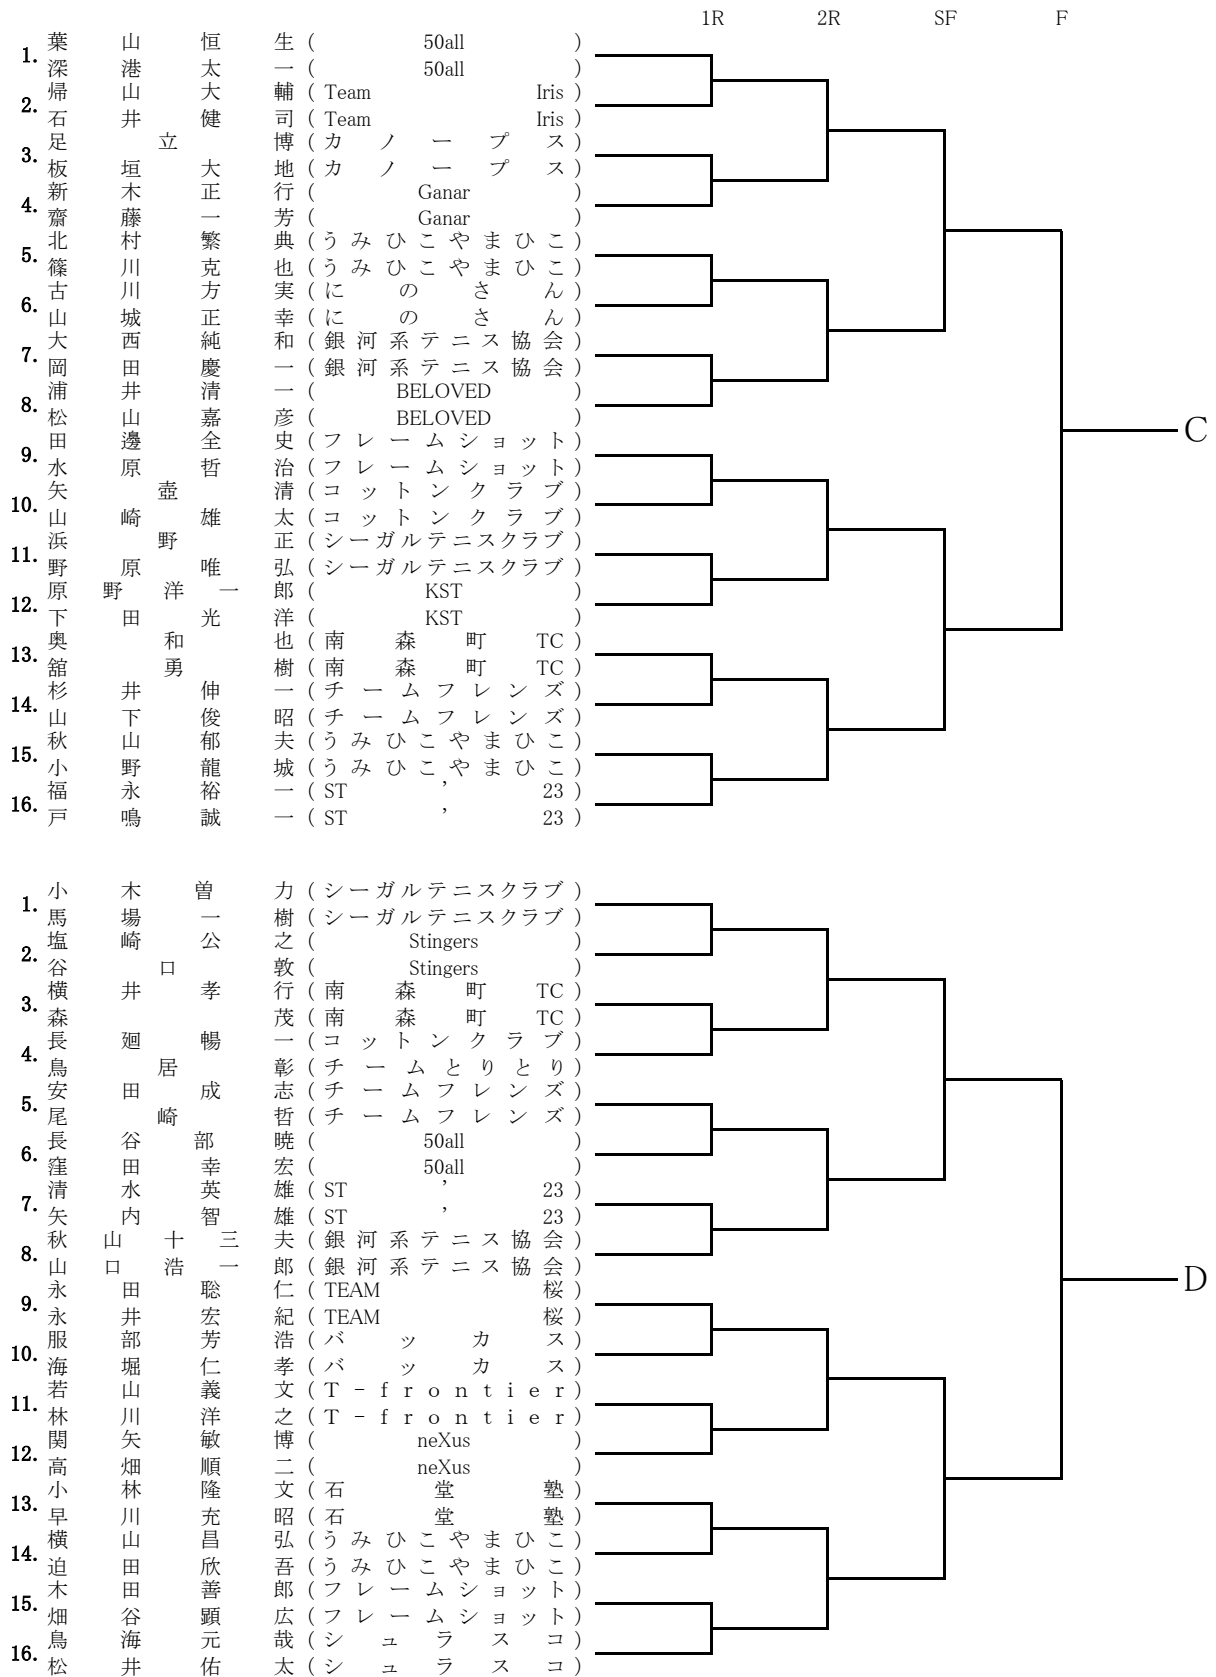 1R 2R SF F
1. 葉山恒生 ( 50all )
深港太一 ( 50all )
2. 帰山大輔 ( Team Iris )
石井健司 ( Team Iris )
3. 足立博 ( カノープス )
板垣大地 ( カノープス )
4. 新木正行 ( Ganar )
齋藤一芳 ( Ganar )
5. 北村繁典 ( うみひこやまひこ )
篠川克也 ( うみひこやまひこ )
6. 古川方実 ( にのさん )
山城正幸 ( にのさん )
7. 大西純和 ( 銀河系テニス協会 )
岡田慶一 ( 銀河系テニス協会 )
8. 浦井清一 ( BELOVED )
松山嘉彦 ( BELOVED )
C
9. 田邊全史 ( フレームショット )
水原哲治 ( フレームショット )
10. 矢壺清 ( コットンクラブ )
山崎雄太 ( コットンクラブ )
11. 浜野正 ( シーガルテニスクラブ )
野原唯弘 ( シーガルテニスクラブ )
12. 原野洋一郎 ( KST )
下田光洋 ( KST )
13. 奥和也 ( 南森町TC )
舘勇樹 ( 南森町TC )
14. 杉井伸一 ( チームフレンズ )
山下俊昭 ( チームフレンズ )
15. 秋山郁夫 ( うみひこやまひこ )
小野龍城 ( うみひこやまひこ )
16. 福永裕一 ( ST ’ 23 )
戸鳴誠一 ( ST ’ 23 )
1. 小木曽力 ( シーガルテニスクラブ )
馬場一樹 ( シーガルテニスクラブ )
2. 塩崎公之 ( Stingers )
谷口敦 ( Stingers )
3. 横井孝行 ( 南森町TC )
森茂 ( 南森町TC )
4. 長廻暢一 ( コットンクラブ )
鳥居彰 ( チームとりとり )
5. 安田成志 ( チームフレンズ )
尾崎哲 ( チームフレンズ )
6. 長谷部暁 ( 50all )
窪田幸宏 ( 50all )
7. 清水英雄 ( ST ’ 23 )
矢内智雄 ( ST ’ 23 )
8. 秋山十三夫 ( 銀河系テニス協会 )
山口浩一郎 ( 銀河系テニス協会 )
D
9. 永田聡仁 ( TEAM 桜 )
永井宏紀 ( TEAM 桜 )
10. 服部芳浩 ( バッカス )
海堀仁孝 ( バッカス )
11. 若山義文 ( T-frontier )
林川洋之 ( T-frontier )
12. 関矢敏博 ( neXus )
高畑順二 ( neXus )
13. 小林隆文 ( 石堂塾 )
早川充昭 ( 石堂塾 )
14. 横山昌弘 ( うみひこやまひこ )
迫田欣吾 ( うみひこやまひこ )
15. 木田善郎 ( フレームショット )
畑谷顕広 ( フレームショット )
16. 鳥海元哉 ( シュラスコ )
松井佑太 ( シュラスコ )